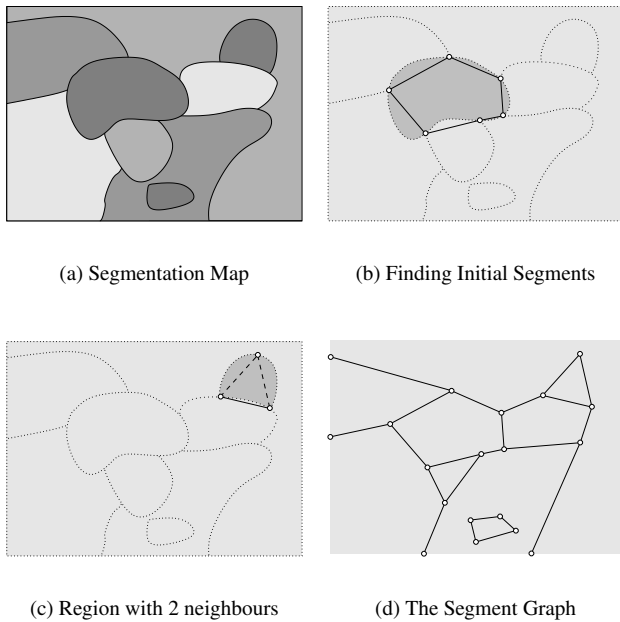 (a) Segmentation Map
(b) Finding Initial Segments
(c) Region with 2 neighbours
(d) The Segment Graph